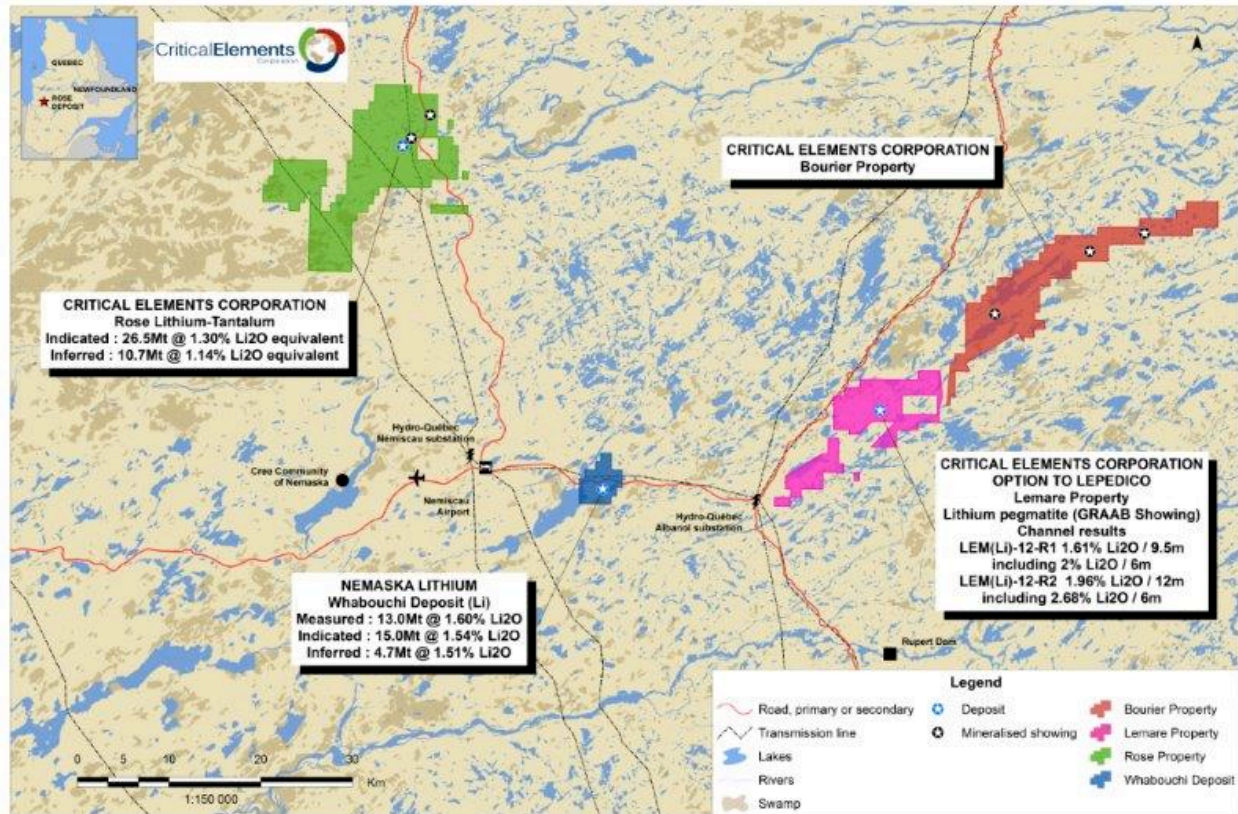 QUEBEC
NEWFOUNDLAND
ROSE
DEPOSIT
CriticalElements
Corporation
CRITICAL ELEMENTS CORPORATION
Bourier Property
CRITICAL ELEMENTS CORPORATION
Rose Lithium-Tantalum
Indicated : 26.5Mt @ 1.30% Li2O equivalent
Inferred : 10.7Mt @ 1.14% Li2O equivalent
Hydro-Québec
Némiscau substation
Cree Community
of Nemaska
Nemiscau
Airport
Hydro-Québec
Albanel substation
CRITICAL ELEMENTS CORPORATION
OPTION TO LEPEDICO
Lemare Property
Lithium pegmatite (GRAAB Showing)
Channel results
LEM(Li)-12-R1 1.61% Li2O / 9.5m
including 2% Li2O / 6m
LEM(Li)-12-R2 1.96% Li2O / 12m
including 2.68% Li2O / 6m
NEMASKA LITHIUM
Whabouchi Deposit (Li)
Measured : 13.0Mt @ 1.60% Li2O
Indicated : 15.0Mt @ 1.54% Li2O
Inferred : 4.7Mt @ 1.51% Li2O
Rupert Dam
Legend
Road, primary or secondary
Transmission line
Lakes
Rivers
Swamp
Deposit
Mineralised showing
Bourier Property
Lemare Property
Rose Property
Whabouchi Deposit
0 5 10 20 30
Km
1:150 000